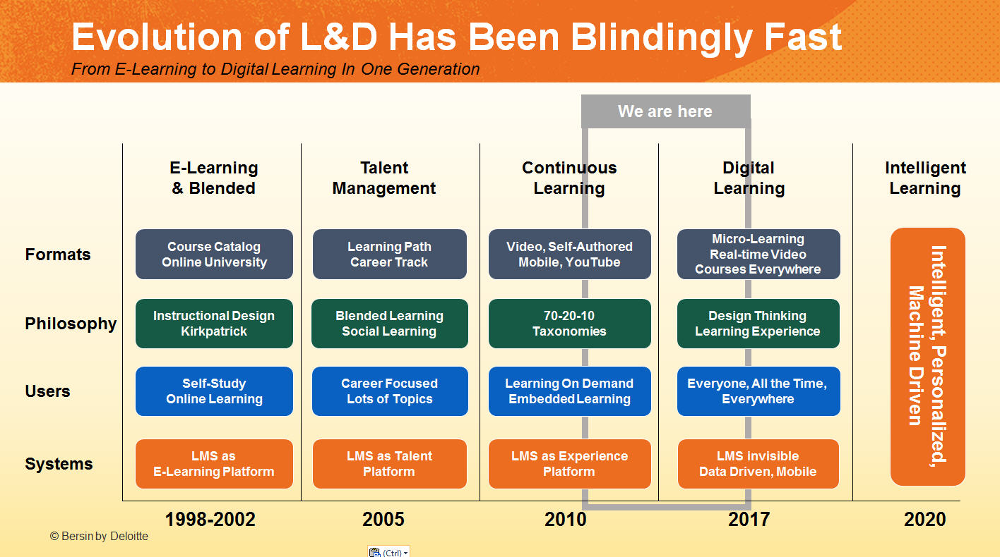 Evolution of L&D Has Been Blindingly Fast
From E-Learning to Digital Learning In One Generation
We are here
E-Learning
& Blended
Talent
Management
Continuous
Learning
Digital
Learning
Intelligent
Learning
Formats
Course Catalog
Online University
Learning Path
Career Track
Video, Self-Authored
Mobile, YouTube
Micro-Learning
Real-time Video
Courses Everywhere
Philosophy
Instructional Design
Kirkpatrick
Blended Learning
Social Learning
70-20-10
Taxonomies
Design Thinking
Learning Experience
Users
Self-Study
Online Learning
Career Focused
Lots of Topics
Learning On Demand
Embedded Learning
Everyone, All the Time,
Everywhere
Systems
LMS as
E-Learning Platform
LMS as Talent
Platform
LMS as Experience
Platform
LMS invisible
Data Driven, Mobile
Intelligent, Personalized,
Machine Driven
1998-2002
2005
2010
2017
2020
© Bersin by Deloitte
(Ctrl)